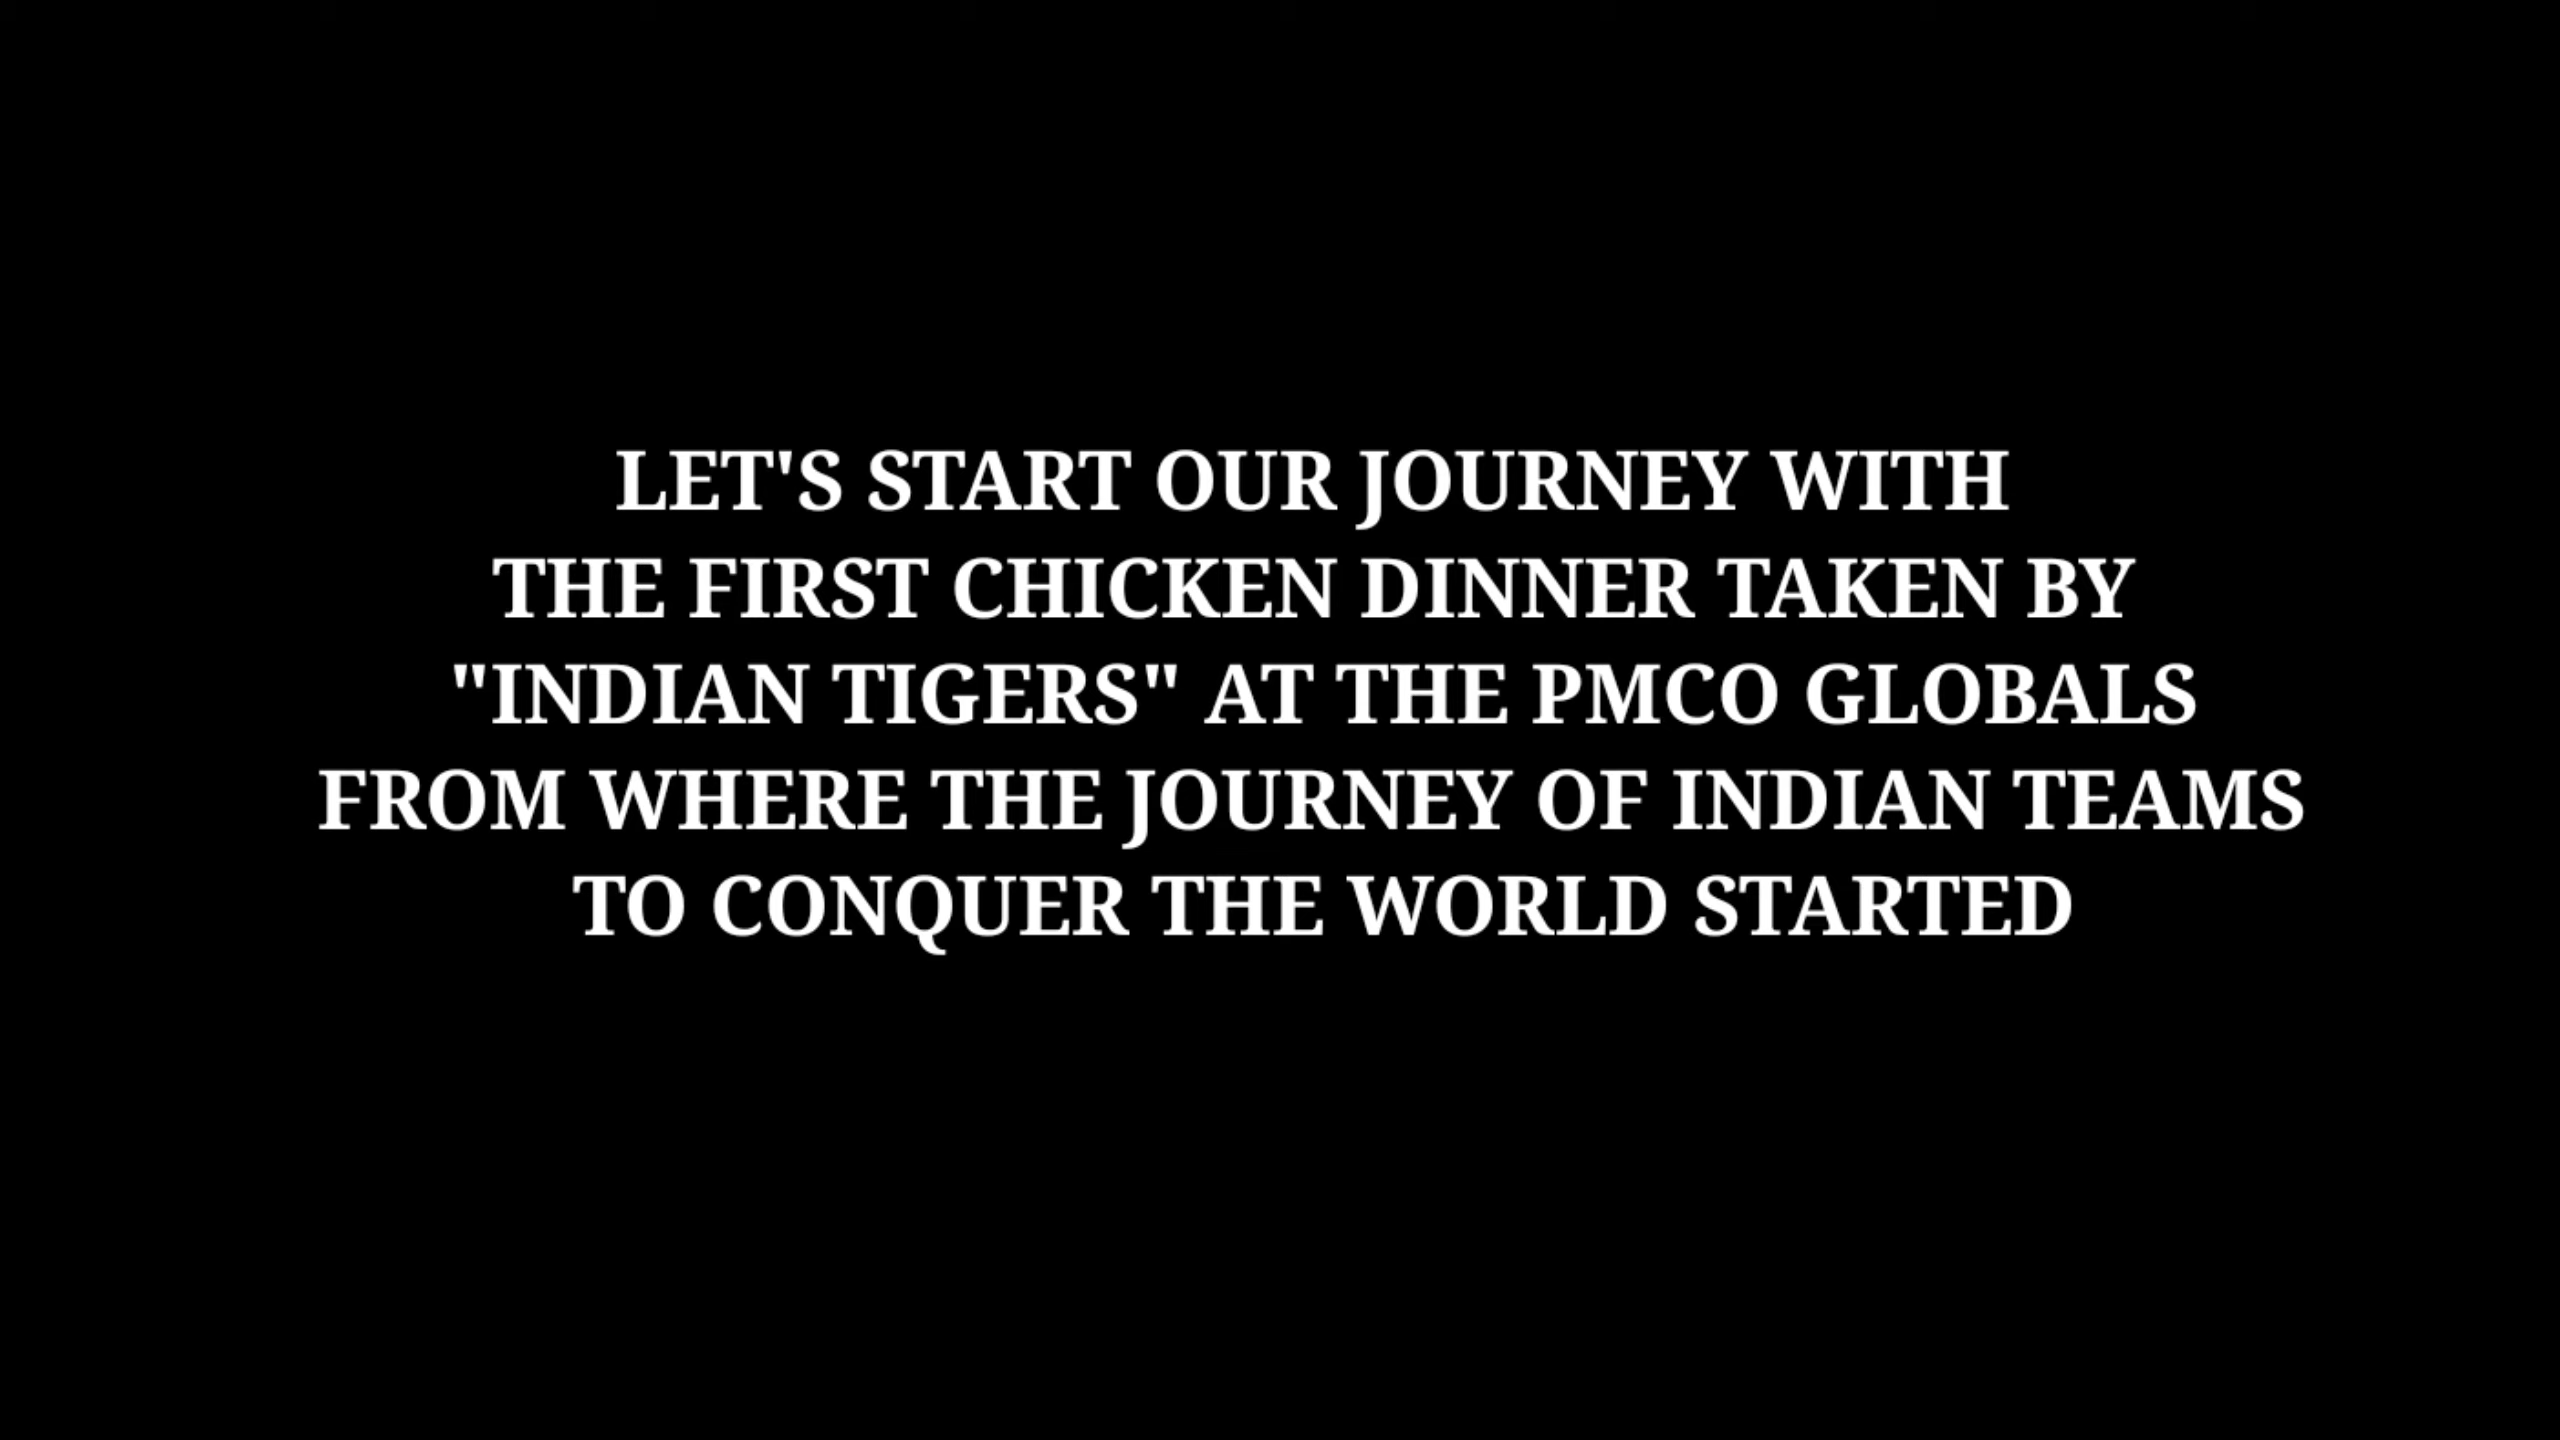 LET'S START OUR JOURNEY WITH
THE FIRST CHICKEN DINNER TAKEN BY
"INDIAN TIGERS" AT THE PMCO GLOBALS
FROM WHERE THE JOURNEY OF INDIAN TEAMS
TO CONQUER THE WORLD STARTED